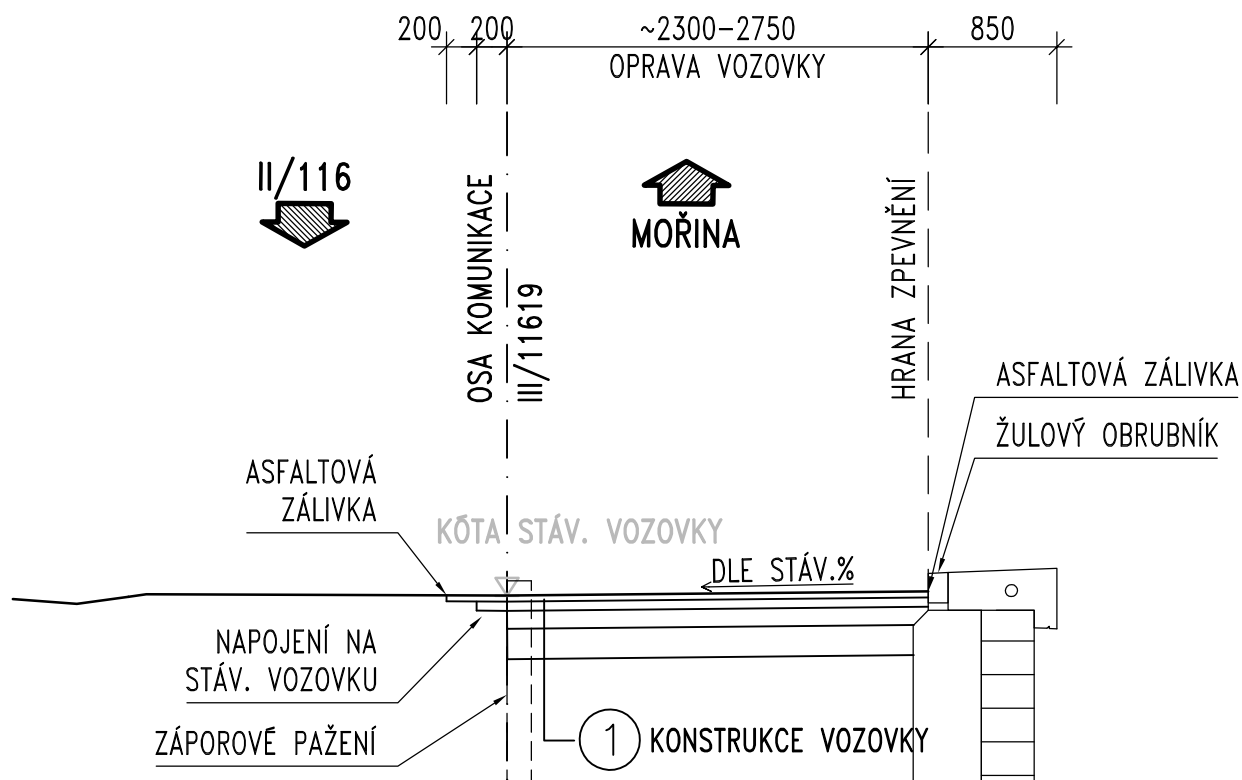 200 200 ~2300-2750 850
OPRAVA VOZOVKY
II/116
MOŘINA
OSA KOMUNIKACE
III/11619
HRANA ZPEVNĚNÍ
ASFALTOVÁ ZÁLIVKA
ŽULOVÝ OBRUBNÍK
ASFALTOVÁ
ZÁLIVKA
KÓTA STÁV. VOZOVKY
DLE STÁV.%
NAPOJENÍ NA
STÁV. VOZOVKU
ZÁPOROVÉ PAŽENÍ
1 KONSTRUKCE VOZOVKY